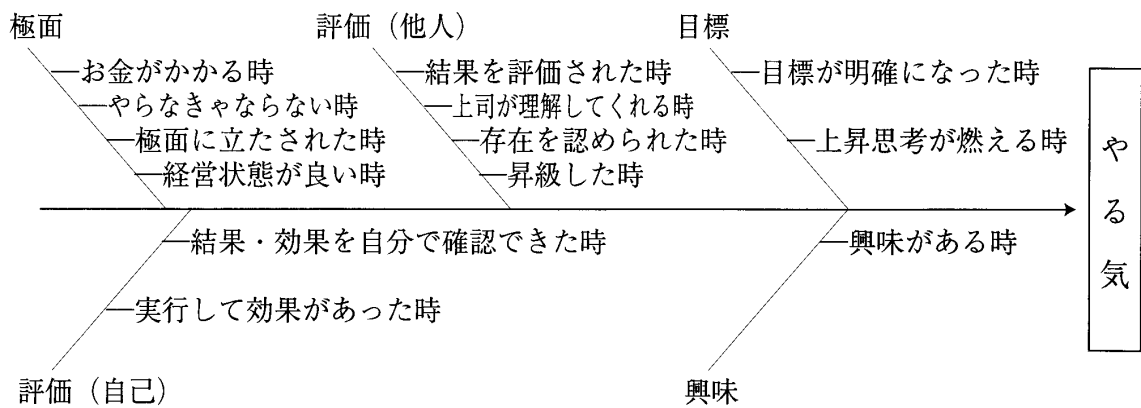 極面
お金がかかる時
やらなきゃならない時
極面に立たされた時
経営状態が良い時
評価（他人）
結果を評価された時
上司が理解してくれる時
存在を認められた時
昇級した時
目標
目標が明確になった時
上昇思考が燃える時
やる気
結果・効果を自分で確認できた時
実行して効果があった時
評価（自己）
興味がある時
興味